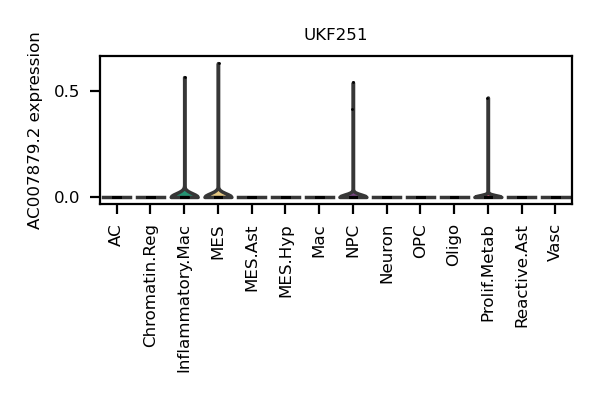 UKF251
AC007879.2 expression
0.5
0.0
AC
Chromatin.Reg
Inflammatory.Mac
MES
MES.Ast
MES.Hyp
Mac
NPC
Neuron
OPC
Oligo
Prolif.Metab
Reactive.Ast
Vasc